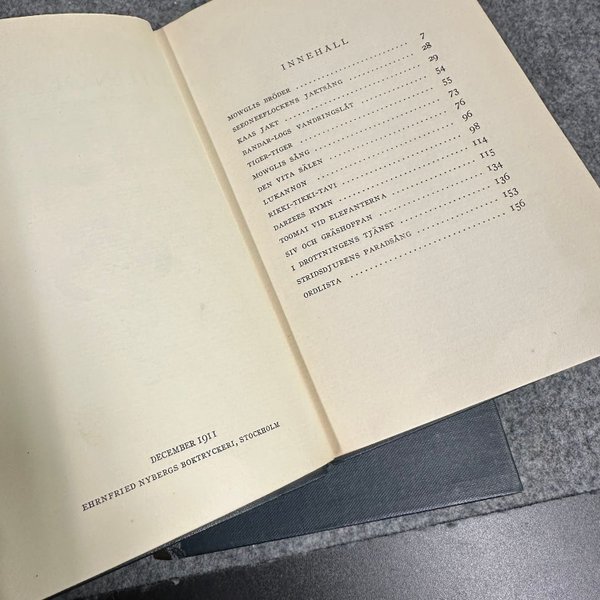 DECEMBER 1911
EHRNFRIED NYBERGS BOKTRYCKERI, STOCKHOLM
INNEHÅLL
MOWGLIS BRÖDER 7
SEEONEEFLOCKENS JAKTSÅNG 28
KAAS JAKT 29
BANDAR-LOGS VANDRINGSLÅT 54
TIGER-TIGER 55
MOWGLIS SÅNG 73
DEN VITA SÄLEN 76
LUKANNON 96
RIKKI-TIKKI-TAVI 98
DARZEES HYMN 114
TOOMAI VID ELEFANTERNA 115
SIV OCH GRÄSHOPPAN 134
I DROTTNINGENS TJÄNST 136
STRIDSDJURENS PARADSÅNG 153
ORDLISTA 156